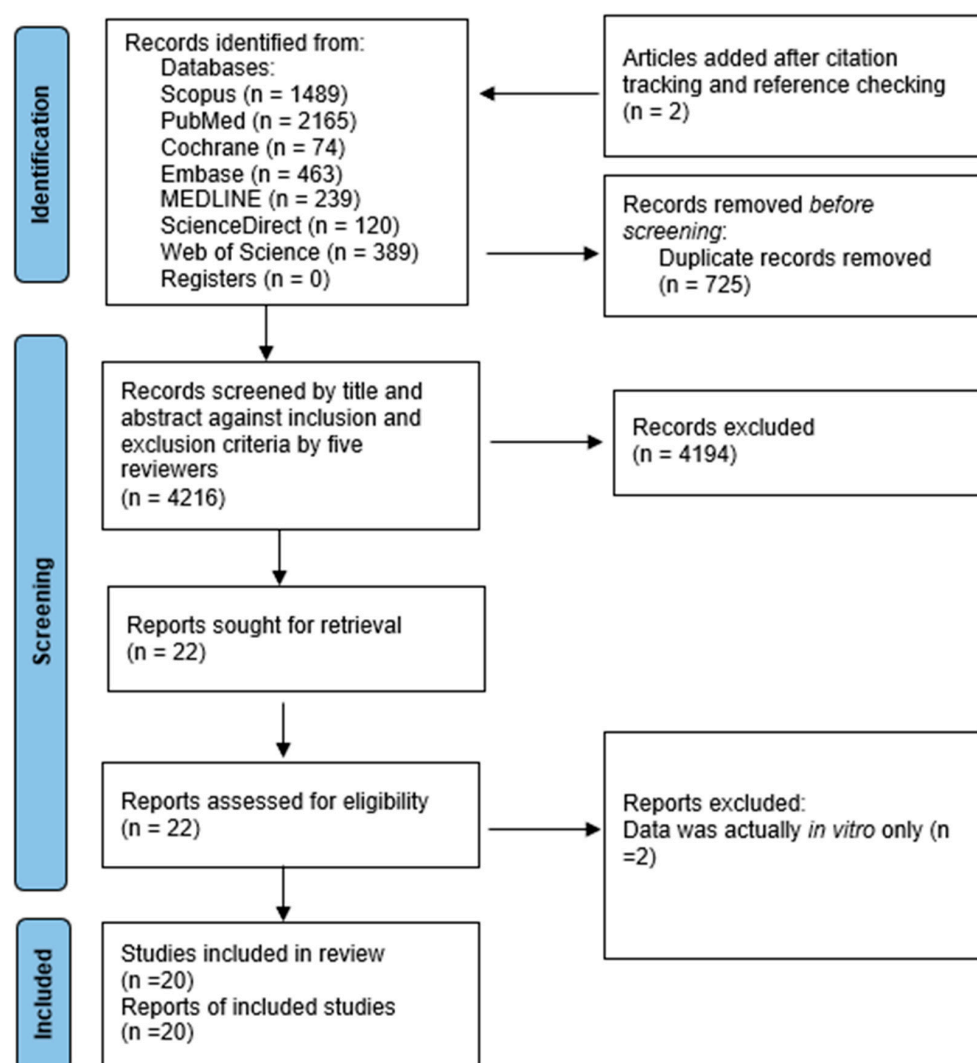 Identification
Records identified from:
Databases:
Scopus (n = 1489)
PubMed (n = 2165)
Cochrane (n = 74)
Embase (n = 463)
MEDLINE (n = 239)
ScienceDirect (n = 120)
Web of Science (n = 389)
Registers (n = 0)
Articles added after citation
tracking and reference checking
(n = 2)
Records removed before
screening:
Duplicate records removed
(n = 725)
Screening
Records screened by title and
abstract against inclusion and
exclusion criteria by five
reviewers
(n = 4216)
Records excluded
(n = 4194)
Reports sought for retrieval
(n = 22)
Reports assessed for eligibility
(n = 22)
Reports excluded:
Data was actually in vitro only (n
=2)
Included
Studies included in review
(n =20)
Reports of included studies
(n =20)